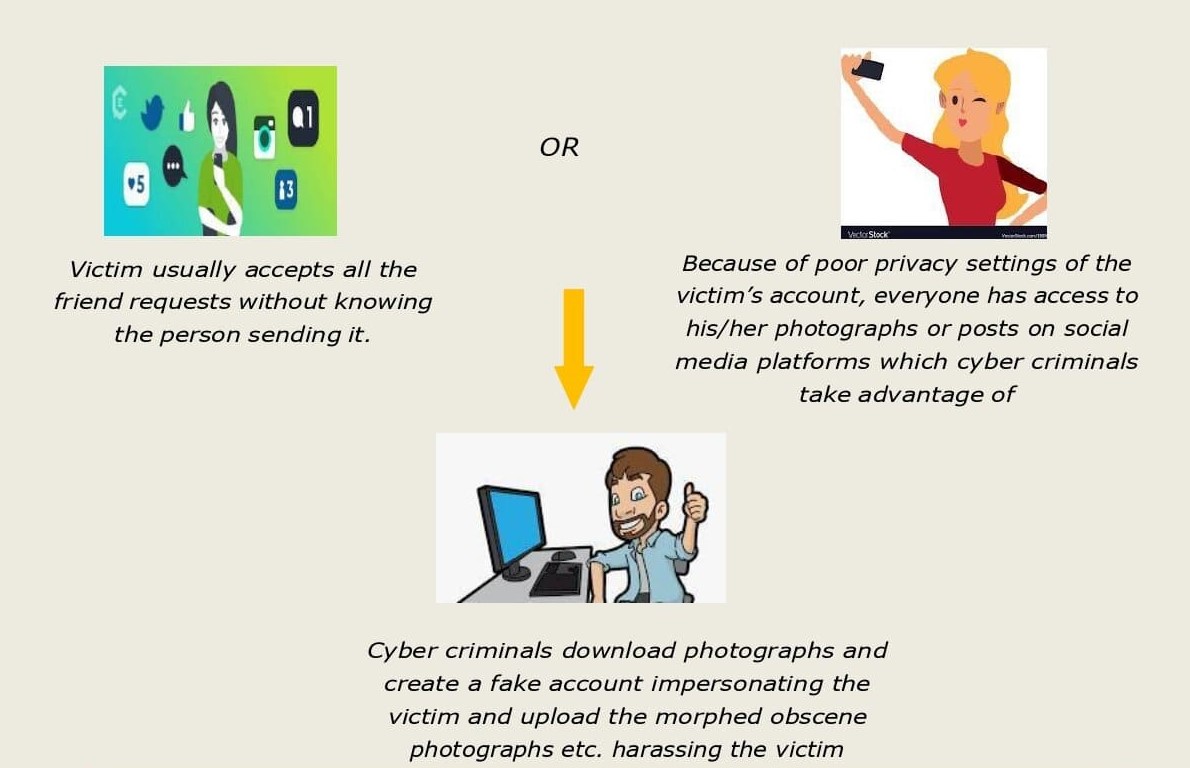 1
5
3
VectorStock
OR
Victim usually accepts all the
friend requests without knowing
the person sending it.
Because of poor privacy settings of the
victim’s account, everyone has access to
his/her photographs or posts on social
media platforms which cyber criminals
take advantage of
Cyber criminals download photographs and
create a fake account impersonating the
victim and upload the morphed obscene
photographs etc. harassing the victim